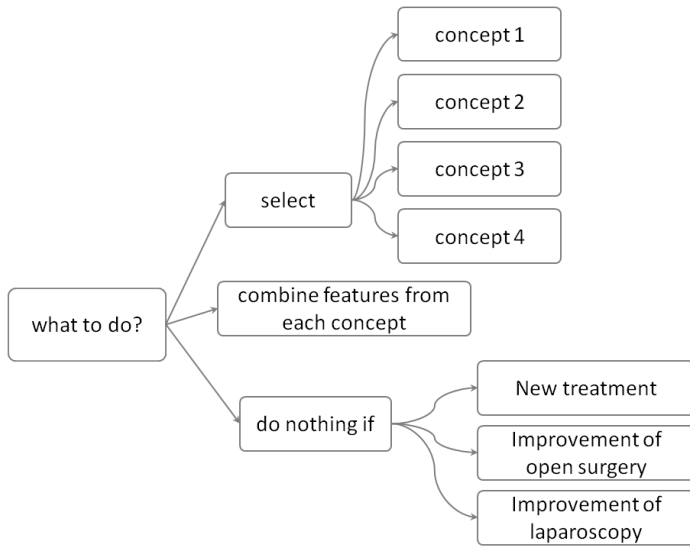 concept 1
concept 2
concept 3
select
concept 4
combine features from
each concept
what to do?
New treatment
do nothing if
Improvement of
open surgery
Improvement of
laparoscopy